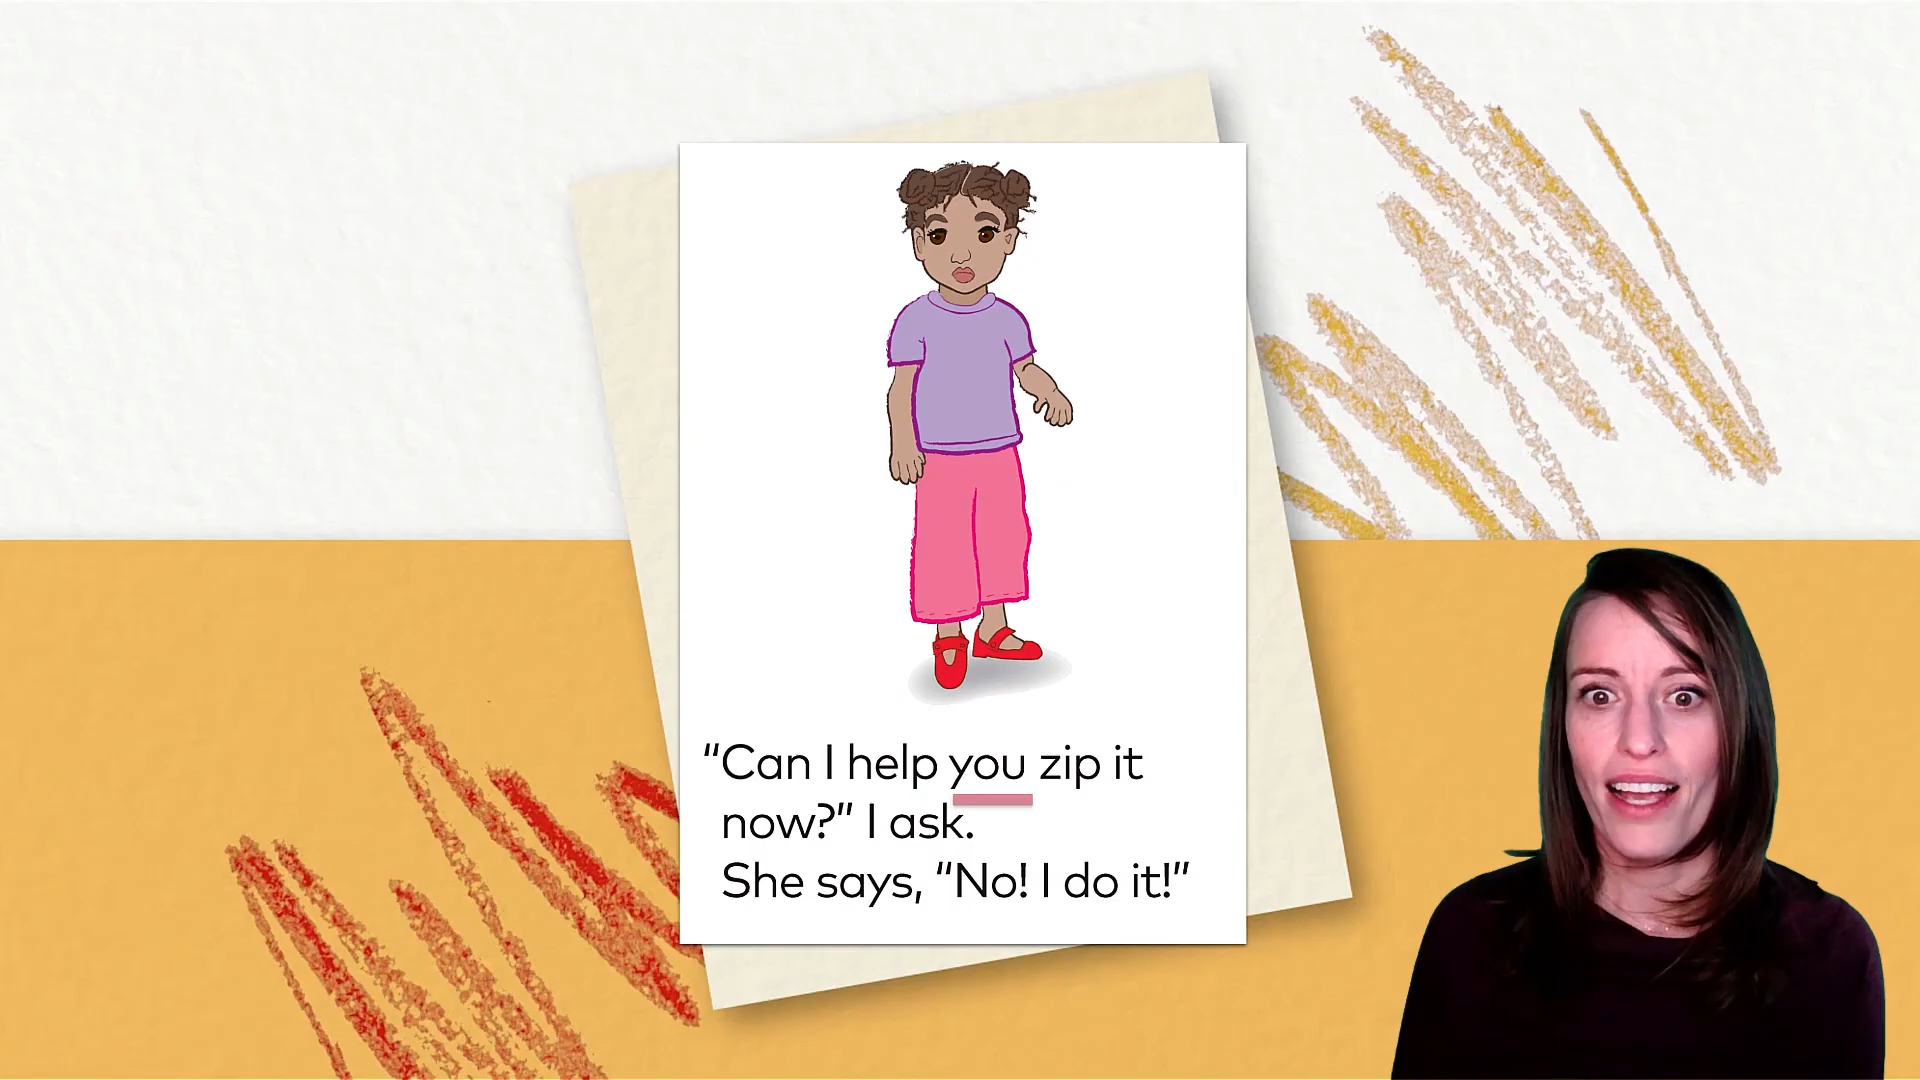 “Can I help you zip it
now?” I ask.
She says, “No! I do it!”